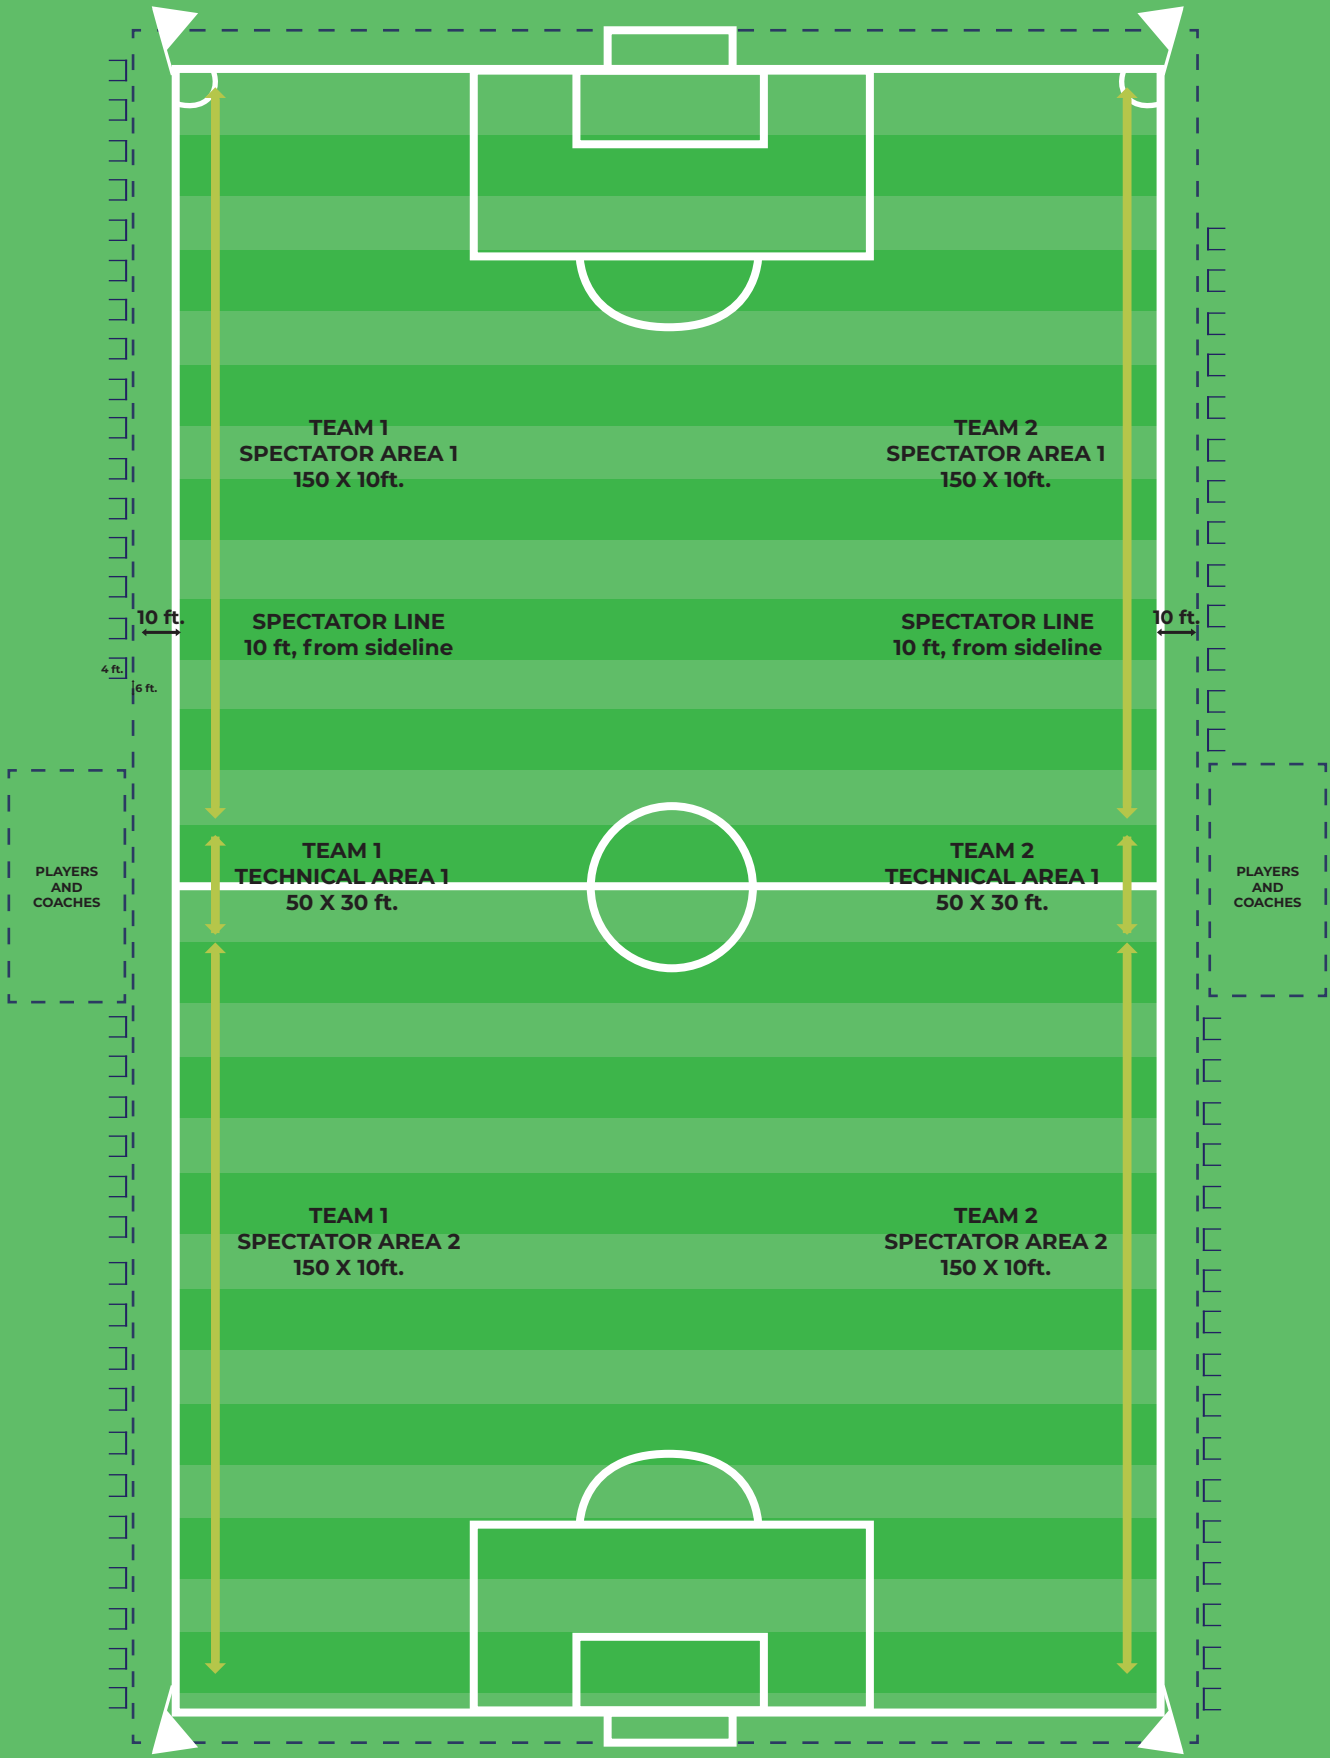 TEAM 1
SPECTATOR AREA 1
150 X 10ft.
TEAM 2
SPECTATOR AREA 1
150 X 10ft.
10 ft.
SPECTATOR LINE
10 ft, from sideline
SPECTATOR LINE
10 ft, from sideline
10 ft.
4 ft.
6 ft.
PLAYERS
AND
COACHES
TEAM 1
TECHNICAL AREA 1
50 X 30 ft.
TEAM 2
TECHNICAL AREA 1
50 X 30 ft.
PLAYERS
AND
COACHES
TEAM 1
SPECTATOR AREA 2
150 X 10ft.
TEAM 2
SPECTATOR AREA 2
150 X 10ft.